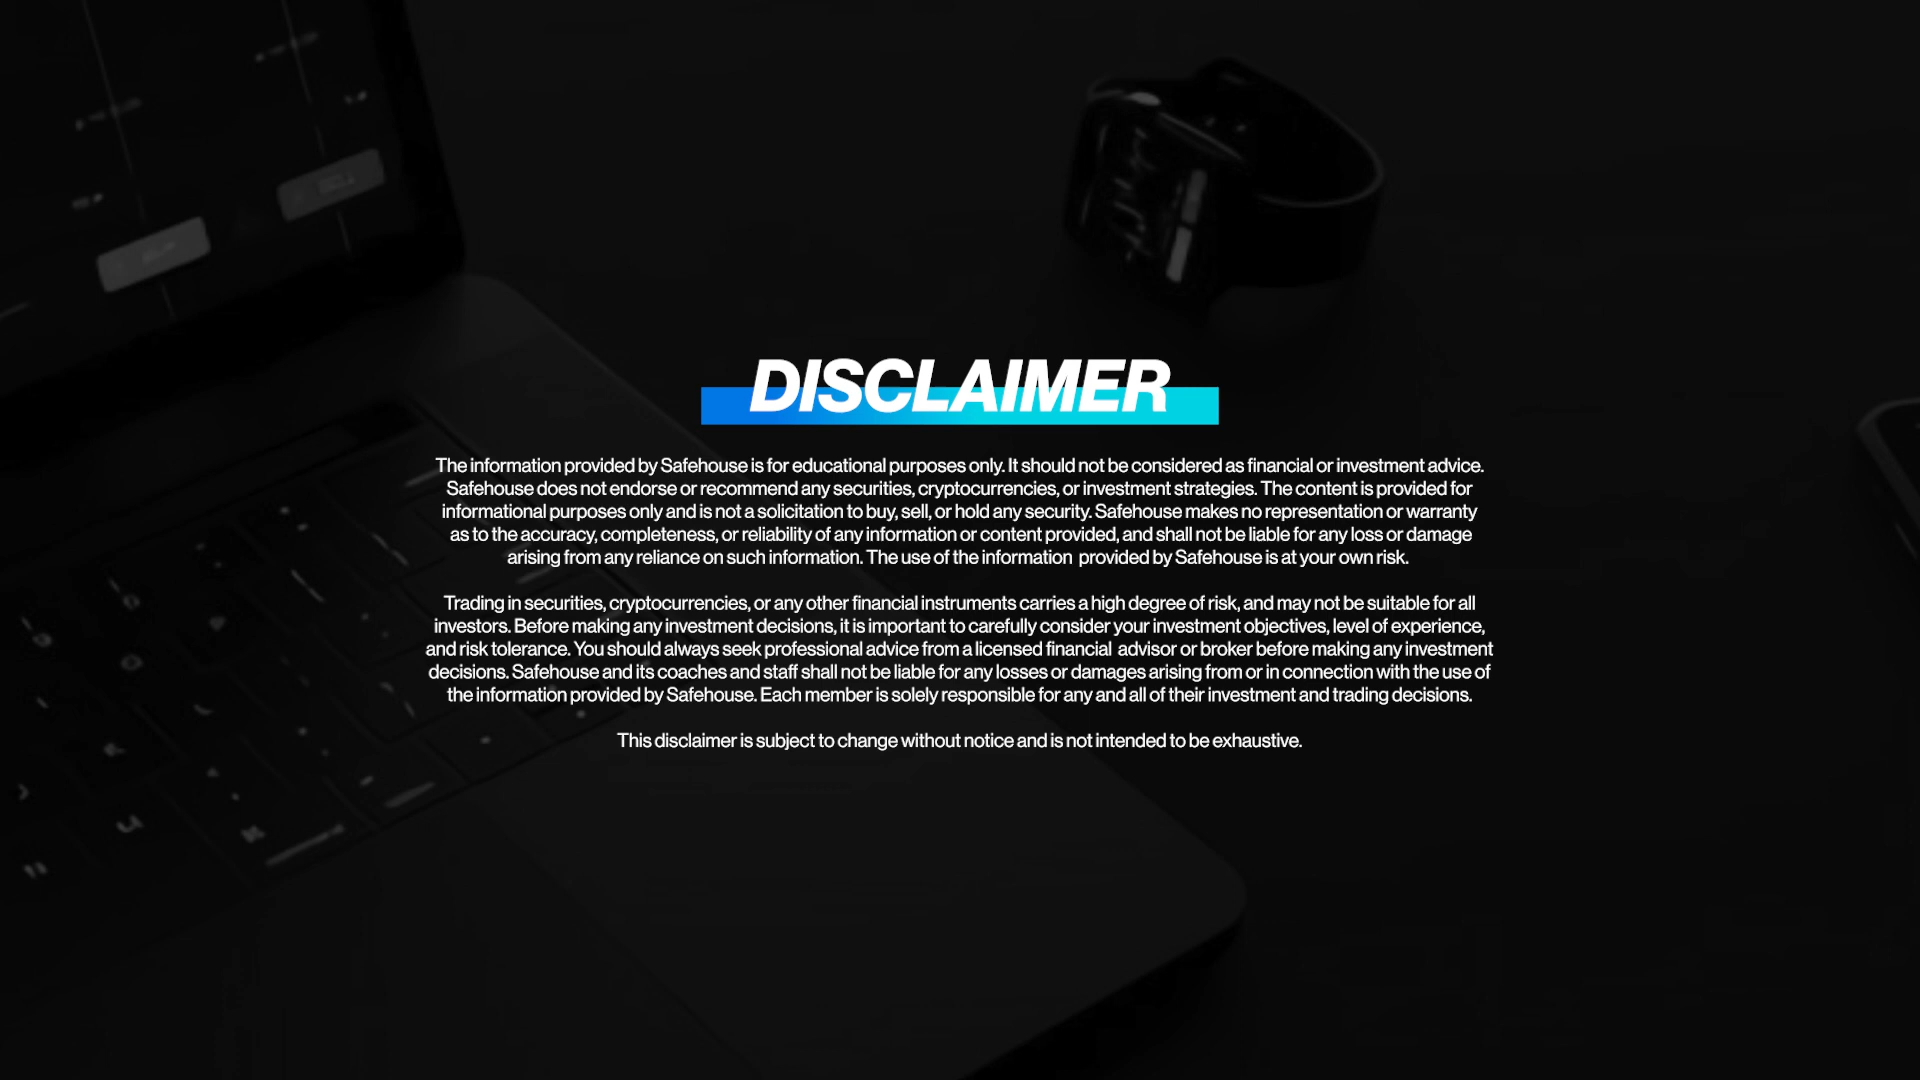 DISCLAIMER
The information provided by Safehouse is for educational purposes only. It should not be considered as financial or investment advice.
Safehouse does not endorse or recommend any securities, cryptocurrencies, or investment strategies. The content is provided for
informational purposes only and is not a solicitation to buy, sell, or hold any security. Safehouse makes no representation or warranty
as to the accuracy, completeness, or reliability of any information or content provided, and shall not be liable for any loss or damage
arising from any reliance on such information. The use of the information provided by Safehouse is at your own risk.
Trading in securities, cryptocurrencies, or any other financial instruments carries a high degree of risk, and may not be suitable for all
investors. Before making any investment decisions, it is important to carefully consider your investment objectives, level of experience,
and risk tolerance. You should always seek professional advice from a licensed financial advisor or broker before making any investment
decisions. Safehouse and its coaches and staff shall not be liable for any losses or damages arising from or in connection with the use of
the information provided by Safehouse. Each member is solely responsible for any and all of their investment and trading decisions.
This disclaimer is subject to change without notice and is not intended to be exhaustive.